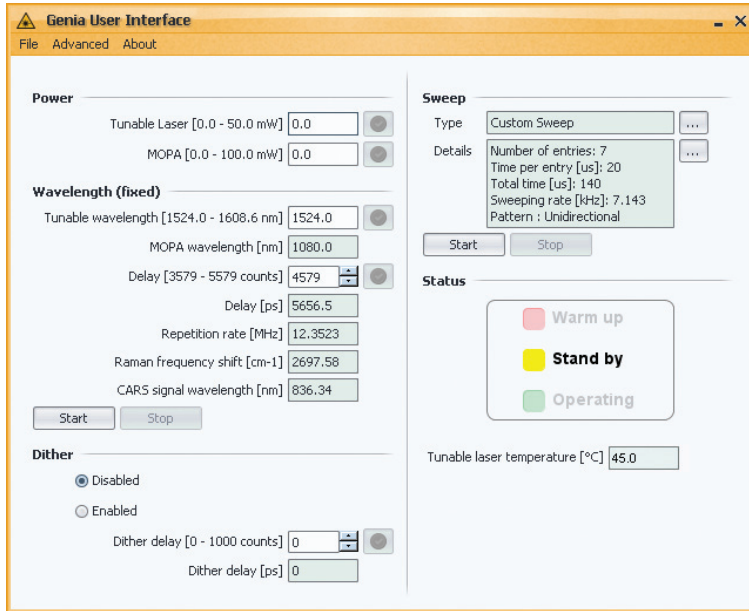 Genia User Interface
File Advanced About
Power
Tunable Laser [0.0 - 50.0 mW] 0.0
MOPA [0.0 - 100.0 mW] 0.0
Wavelength (fixed)
Tunable wavelength [1524.0 - 1608.6 nm] 1524.0
MOPA wavelength [nm] 1080.0
Delay [3579 - 5579 counts] 4579
Delay [ps] 5656.5
Repetition rate [MHz] 12.3523
Raman frequency shift [cm-1] 2697.58
CARS signal wavelength [nm] 836.34
Start Stop
Dither
Disabled
Enabled
Dither delay [0 - 1000 counts] 0
Dither delay [ps] 0
Sweep
Type Custom Sweep ...
Details Number of entries: 7 ...
Time per entry [us]: 20
Total time [us]: 140
Sweeping rate [kHz]: 7.143
Pattern : Unidirectional
Start Stop
Status
Warm up
Stand by
Operating
Tunable laser temperature [°C] 45.0